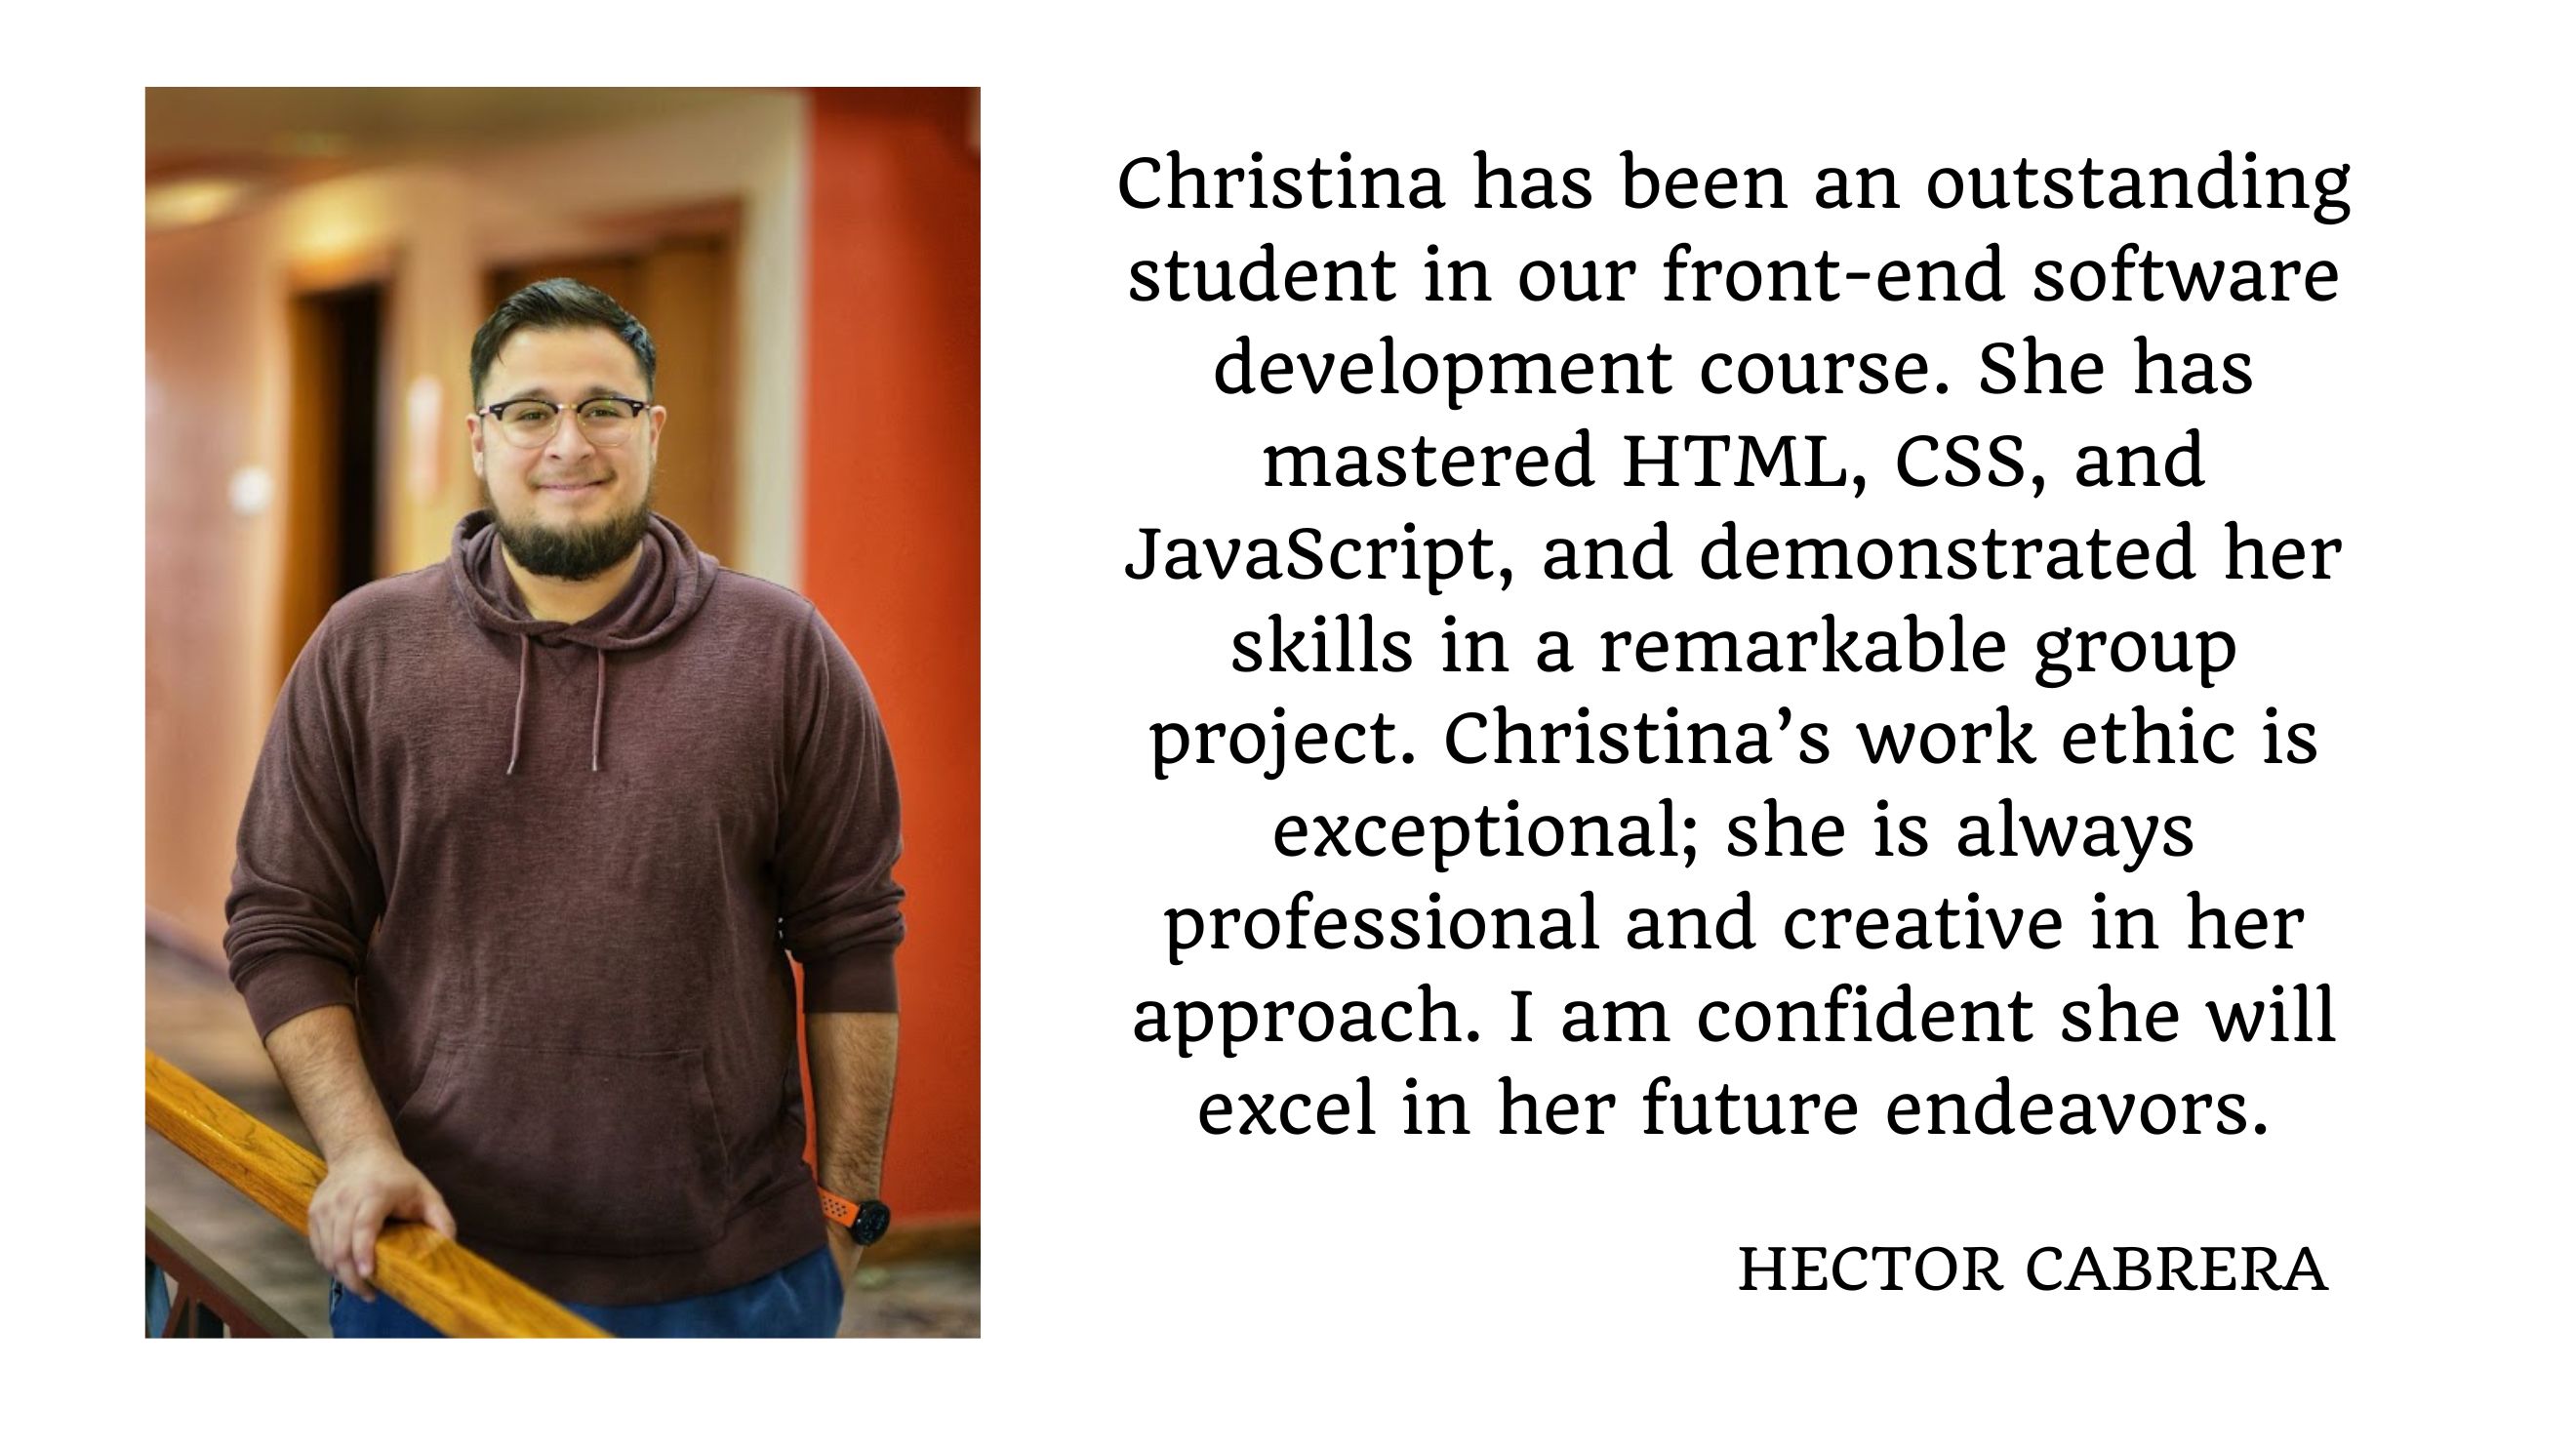 Christina has been an outstanding
student in our front-end software
development course. She has
mastered HTML, CSS, and
JavaScript, and demonstrated her
skills in a remarkable group
project. Christina’s work ethic is
exceptional; she is always
professional and creative in her
approach. I am confident she will
excel in her future endeavors.
HECTOR CABRERA